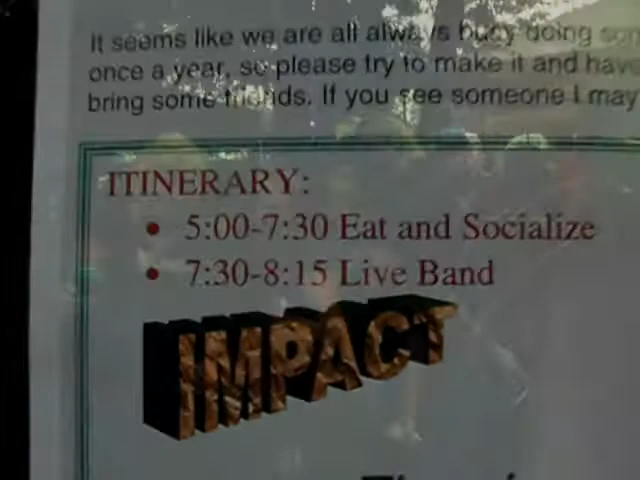 It seems like we are all always busy doing
once a year, so please try to make it and have
bring some friends. If you see someone I may
ITINERARY:
• 5:00-7:30 Eat and Socialize
• 7:30-8:15 Live Band
IMPACT